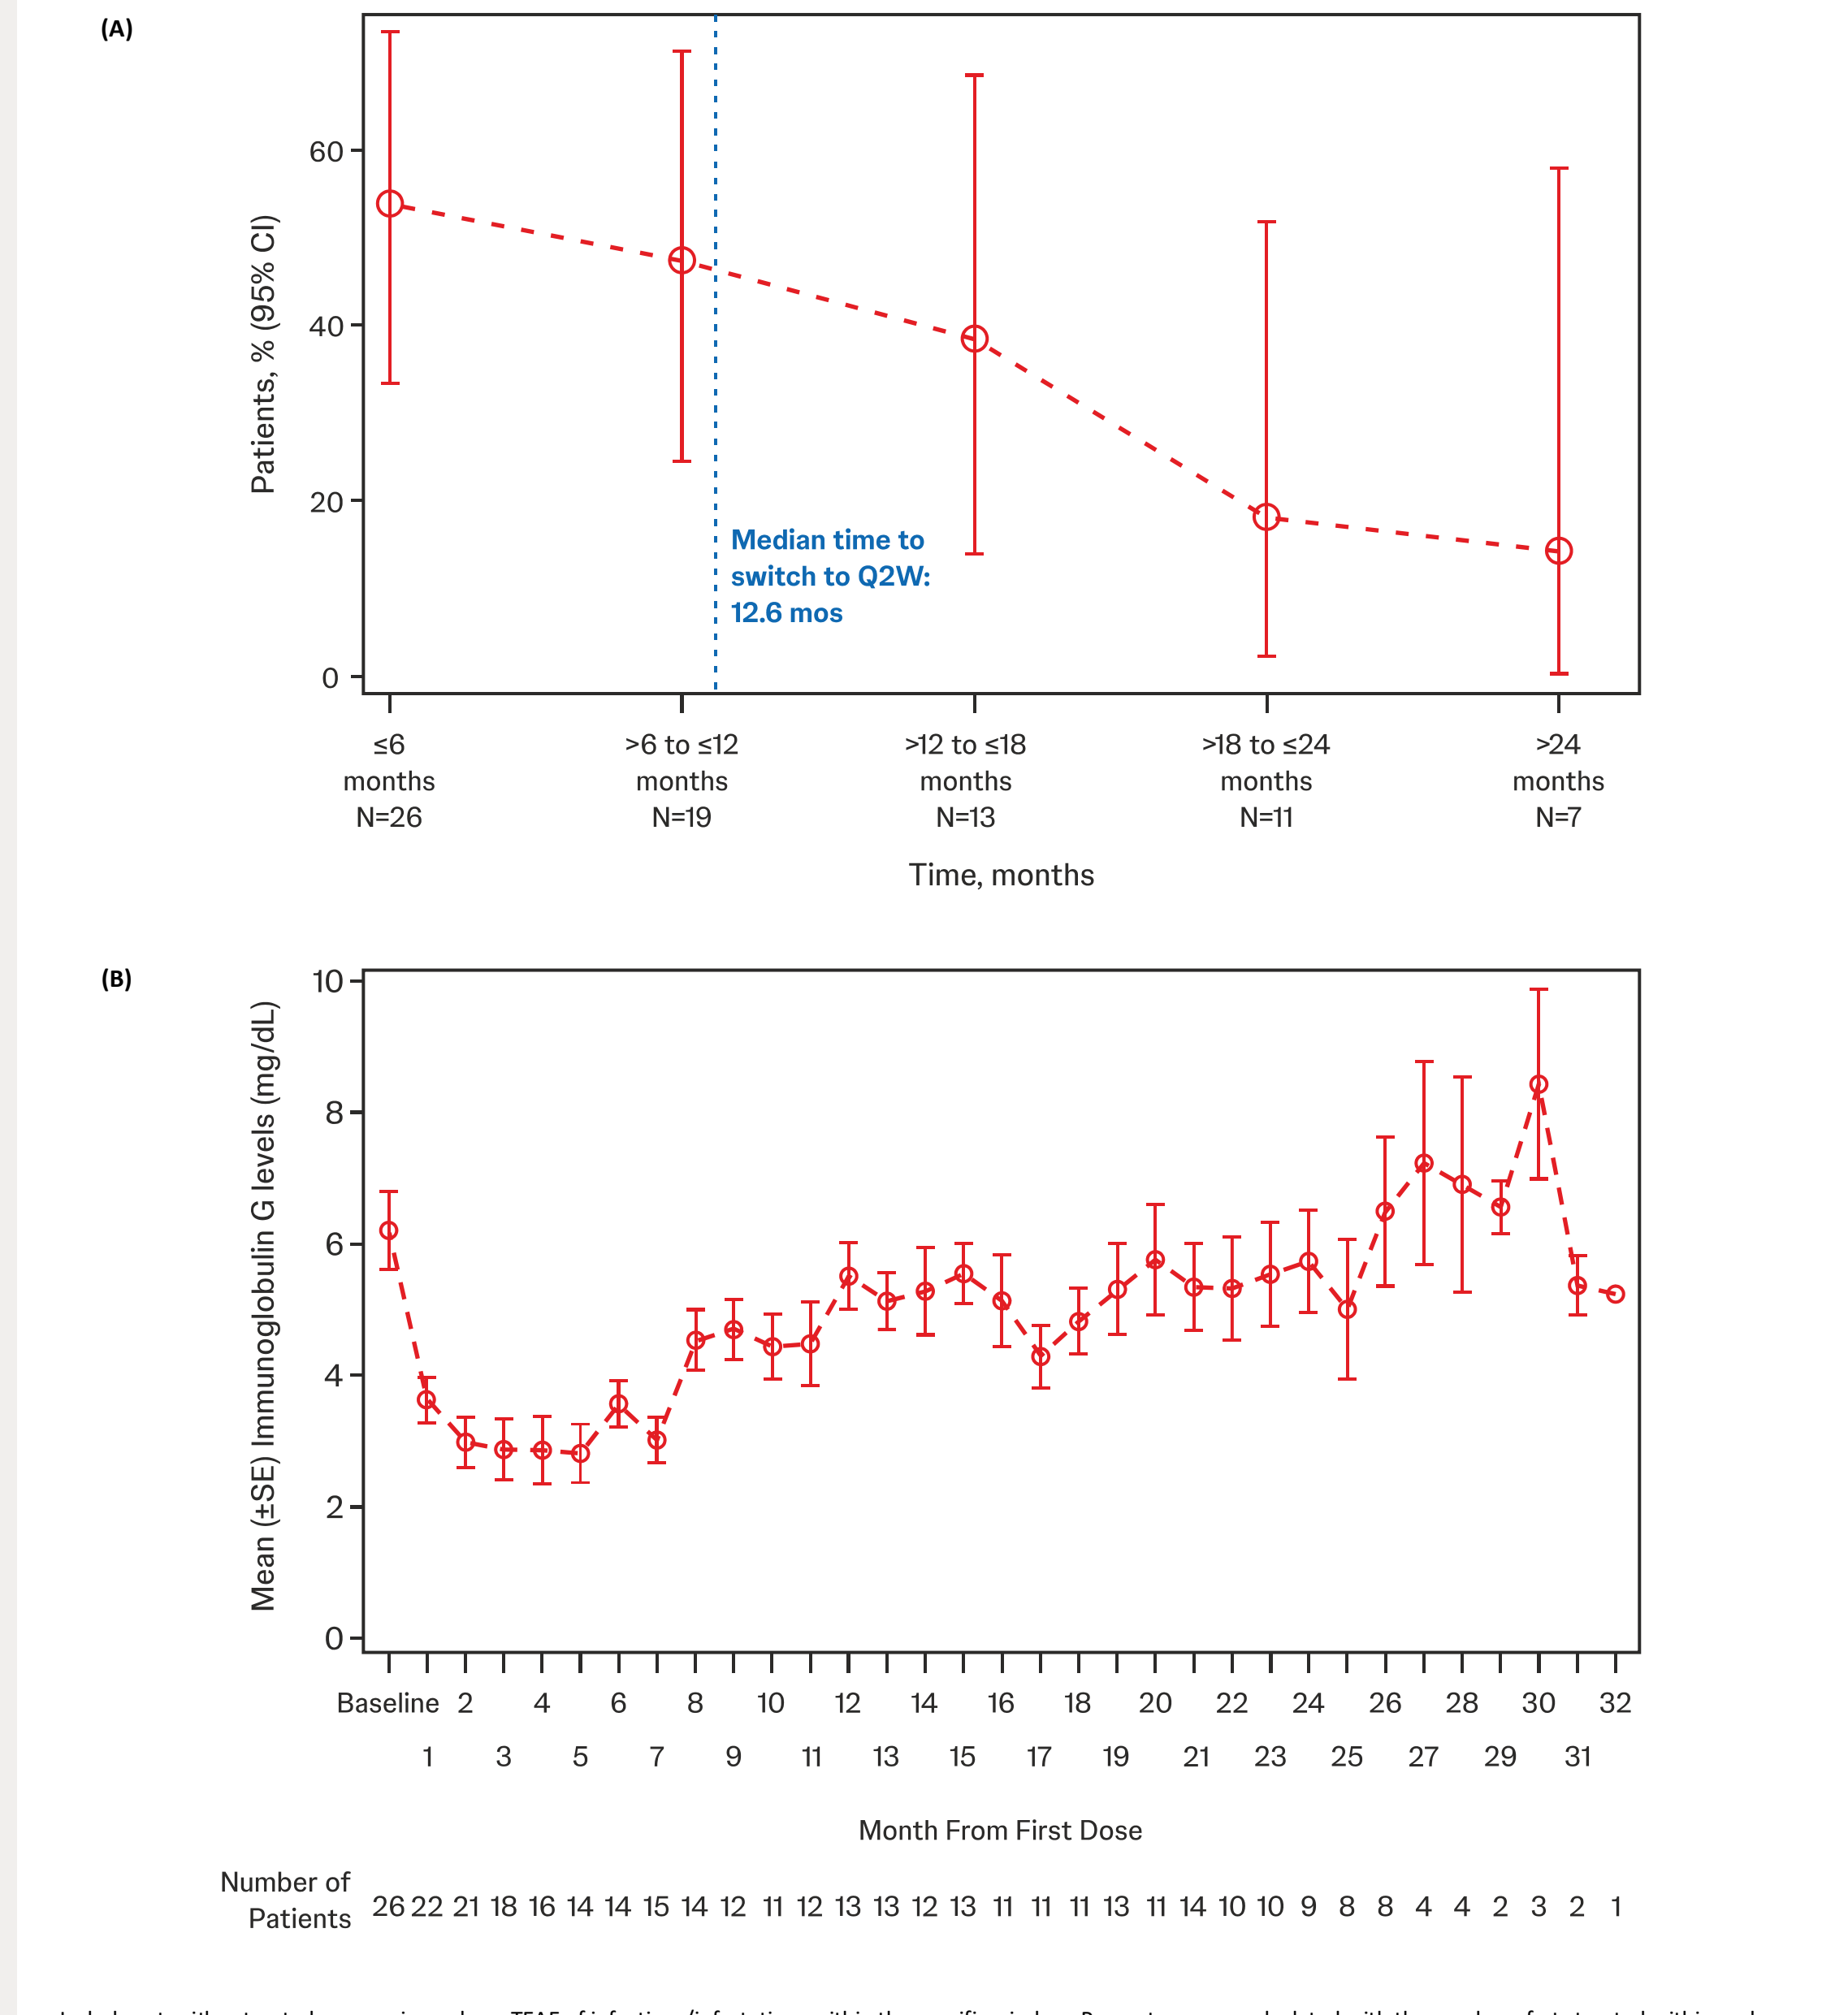 (A)
Patients, % (95% CI)
60
40
20
0
Median time to
switch to Q2W:
12.6 mos
≤6
months
N=26
>6 to ≤12
months
N=19
>12 to ≤18
months
N=13
>18 to ≤24
months
N=11
>24
months
N=7
Time, months
(B)
Mean (±SE) Immunoglobulin G levels (mg/dL)
10
8
6
4
2
0
Baseline 2 4 6 8 10 12 14 16 18 20 22 24 26 28 30 32
1 3 5 7 9 11 13 15 17 19 21 23 25 27 29 31
Month From First Dose
Number of
Patients 26 22 21 18 16 14 14 15 14 12 11 12 13 13 12 13 11 11 11 13 11 14 10 10 9 8 8 4 4 2 3 2 1